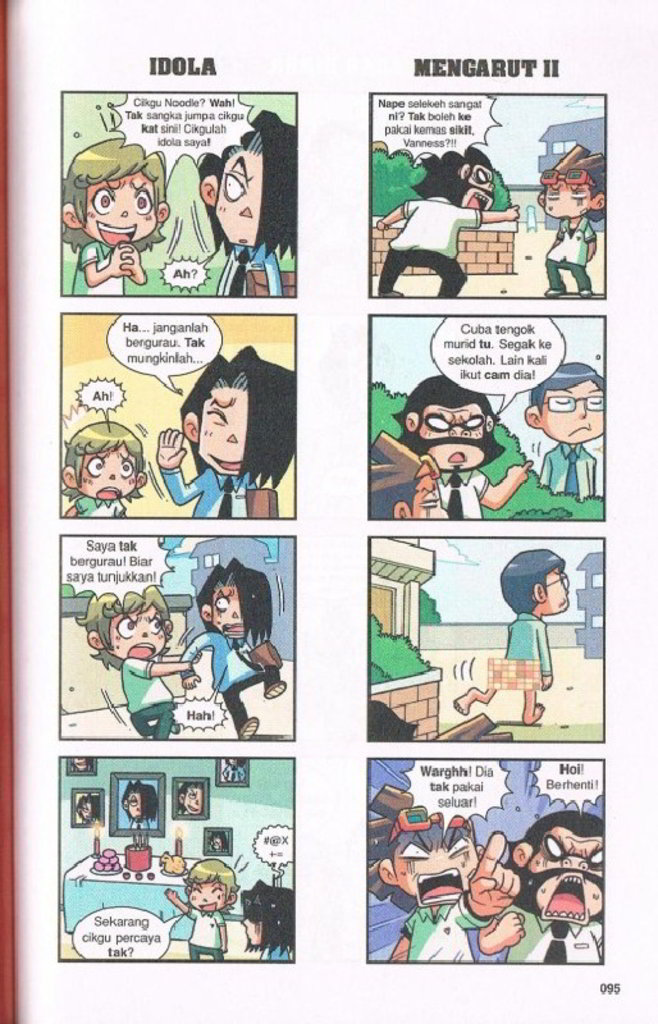 IDOLA
Cikgu Noodle? Wah!
Tak sangka jumpa cikgu
kat sini! Cikgulah
idola saya!
Ah?
Ha... janganlah
bergurau. Tak
mungkinlah...
Ah!
Saya tak
bergurau! Biar
saya tunjukkan!
Hah!
#@X
+=
Sekarang
cikgu percaya
tak?
MENGARUT II
Nape selekeh sangat
ni? Tak boleh ke
pakai kemas sikit,
Vanness?!!
Cuba tengok
murid tu. Segak ke
sekolah. Lain kali
ikut cam dia!
Warghh! Dia
tak pakai
seluar!
Hoi!
Berhenti!
095